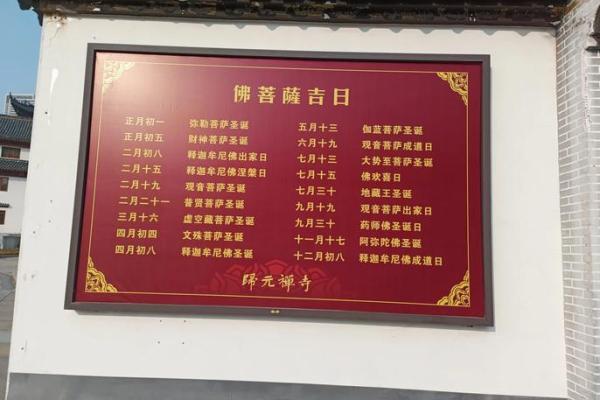 佛菩薩吉日
正月初一 弥勒菩萨圣诞
正月初五 财神菩萨圣诞
二月初八 释迦牟尼佛出家日
二月十五 释迦牟尼佛涅槃日
二月十九 观音菩萨圣诞
二月二十一 普贤菩萨圣诞
三月十六 虚空藏菩萨圣诞
四月初四 文殊菩萨圣诞
四月初八 释迦牟尼佛圣诞
五月十三 伽蓝菩萨圣诞
六月十九 观音菩萨成道日
七月十三 大势至菩萨圣诞
七月十五 佛欢喜日
七月三十 地藏王圣诞
九月十九 观音菩萨出家日
九月三十 药师佛圣诞日
十一月十七 阿弥陀佛圣诞
十二月初八 释迦牟尼佛成道日
歸元禪寺